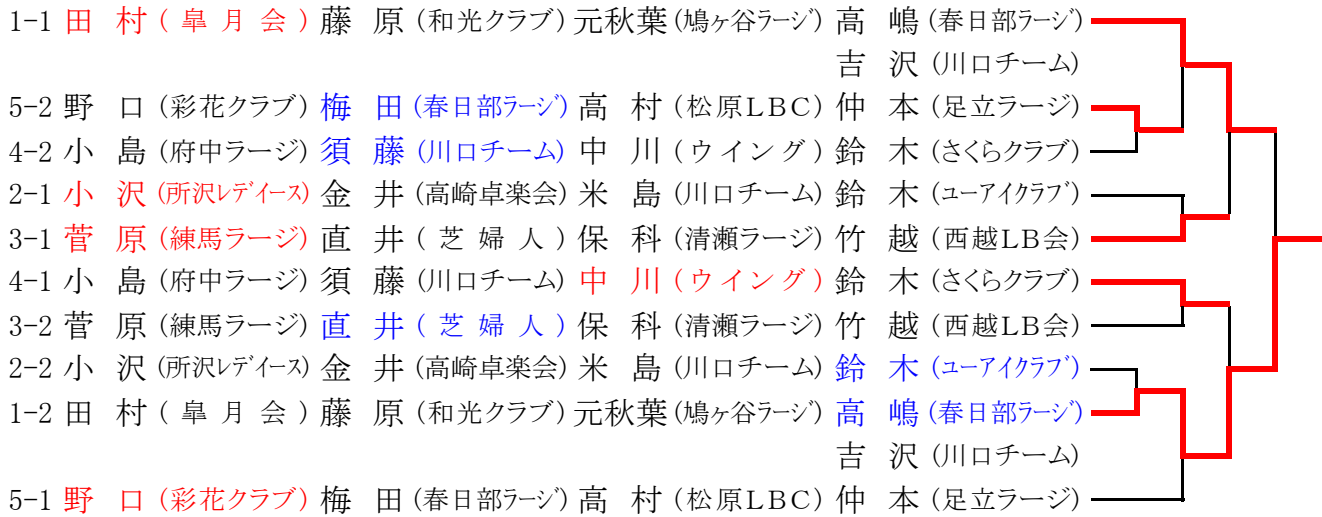 1-1 田 村 (皐月会) 藤 原 (和光クラブ) 元秋葉 (鳩ヶ谷ラージ) 高 嶋 (春日部ラージ)
吉 沢 (川口チーム)
5-2 野 口 (彩花クラブ) 梅 田 (春日部ラージ) 高 村 (松原LBC) 仲 本 (足立ラージ)
4-2 小 島 (府中ラージ) 須 藤 (川口チーム) 中 川 (ウイング) 鈴 木 (さくらクラブ)
2-1 小 沢 (所沢レデイース) 金 井 (高崎卓楽会) 米 島 (川口チーム) 鈴 木 (ユーアイクラブ)
3-1 菅 原 (練馬ラージ) 直 井 (芝婦人) 保 科 (清瀬ラージ) 竹 越 (西越LB会)
4-1 小 島 (府中ラージ) 須 藤 (川口チーム) 中 川 (ウイング) 鈴 木 (さくらクラブ)
3-2 菅 原 (練馬ラージ) 直 井 (芝婦人) 保 科 (清瀬ラージ) 竹 越 (西越LB会)
2-2 小 沢 (所沢レデイース) 金 井 (高崎卓楽会) 米 島 (川口チーム) 鈴 木 (ユーアイクラブ)
1-2 田 村 (皐月会) 藤 原 (和光クラブ) 元秋葉 (鳩ヶ谷ラージ) 高 嶋 (春日部ラージ)
吉 沢 (川口チーム)
5-1 野 口 (彩花クラブ) 梅 田 (春日部ラージ) 高 村 (松原LBC) 仲 本 (足立ラージ)